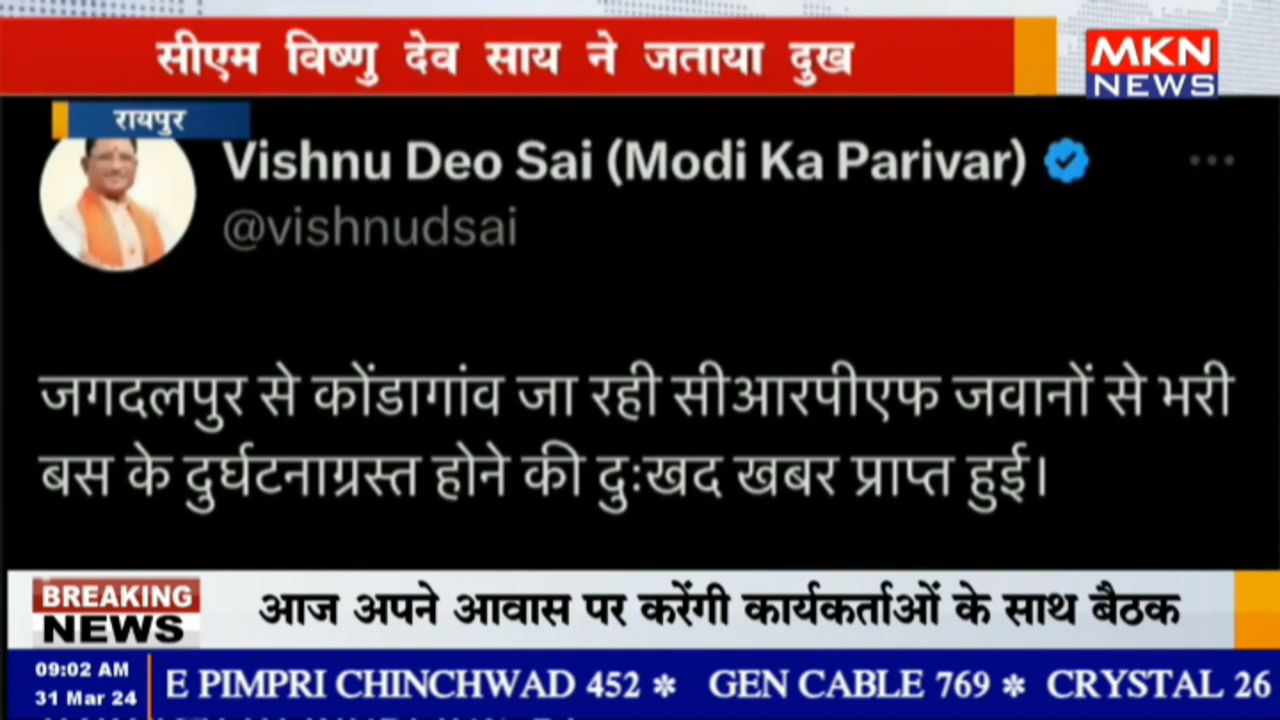 सीएम विष्णु देव साय ने जताया दुख
MKN
NEWS
रायपुर
Vishnu Deo Sai (Modi Ka Parivar)
@vishnudsai
जगदलपुर से कोंडागांव जा रही सीआरपीएफ जवानों से भरी
बस के दुर्घटनाग्रस्त होने की दुःखद खबर प्राप्त हुई।
BREAKING
NEWS
आज अपने आवास पर करेंगी कार्यकर्ताओं के साथ बैठक
09:02 AM
31 Mar 24
E PIMPRI CHINCHWAD 452 * GEN CABLE 769 * CRYSTAL 26